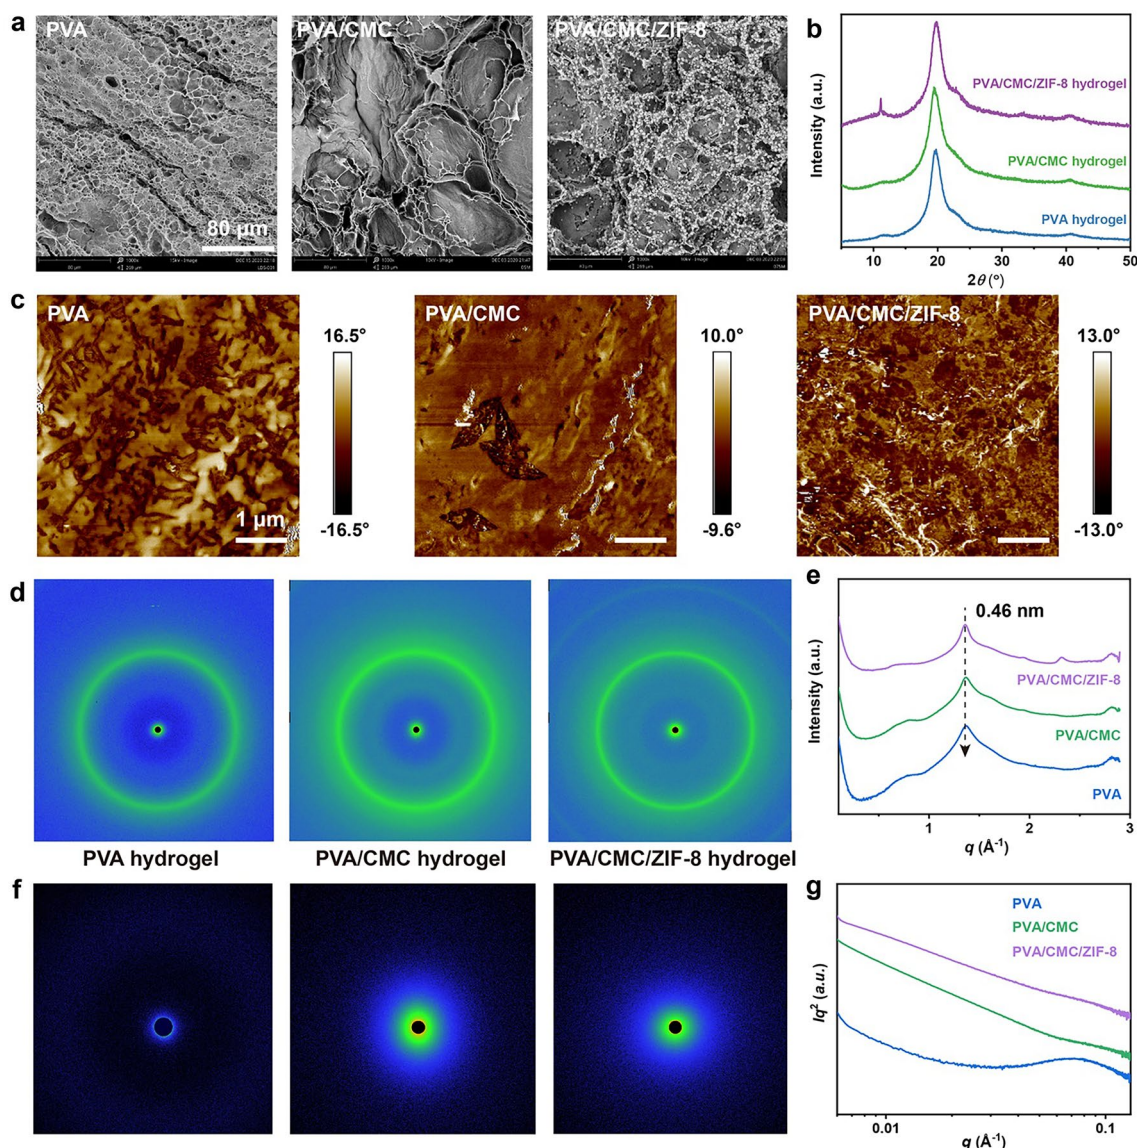 a
PVA
PVA/CMC
PVA/CMC/ZIF-8
80 μm
b
PVA/CMC/ZIF-8 hydrogel
PVA/CMC hydrogel
PVA hydrogel
Intensity (a.u.)
10 20 30 40 50
2θ (°)
c
PVA
16.5°
-16.5°
1 μm
PVA/CMC
10.0°
-9.6°
PVA/CMC/ZIF-8
13.0°
-13.0°
d
PVA hydrogel
PVA/CMC hydrogel
PVA/CMC/ZIF-8 hydrogel
e
0.46 nm
PVA/CMC/ZIF-8
PVA/CMC
PVA
Intensity (a.u.)
1 2 3
q (Å-1)
f
g
PVA
PVA/CMC
PVA/CMC/ZIF-8
Iq2 (a.u.)
0.01 0.1
q (Å-1)